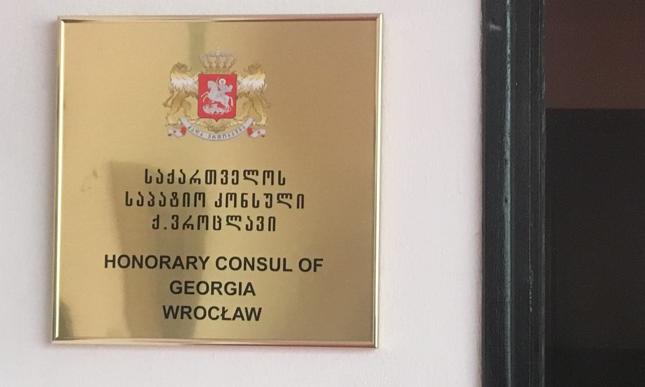 საქართველოს
საპატიო კონსული
ქ.ვროცლავი
HONORARY CONSUL OF
GEORGIA
WROCŁAW